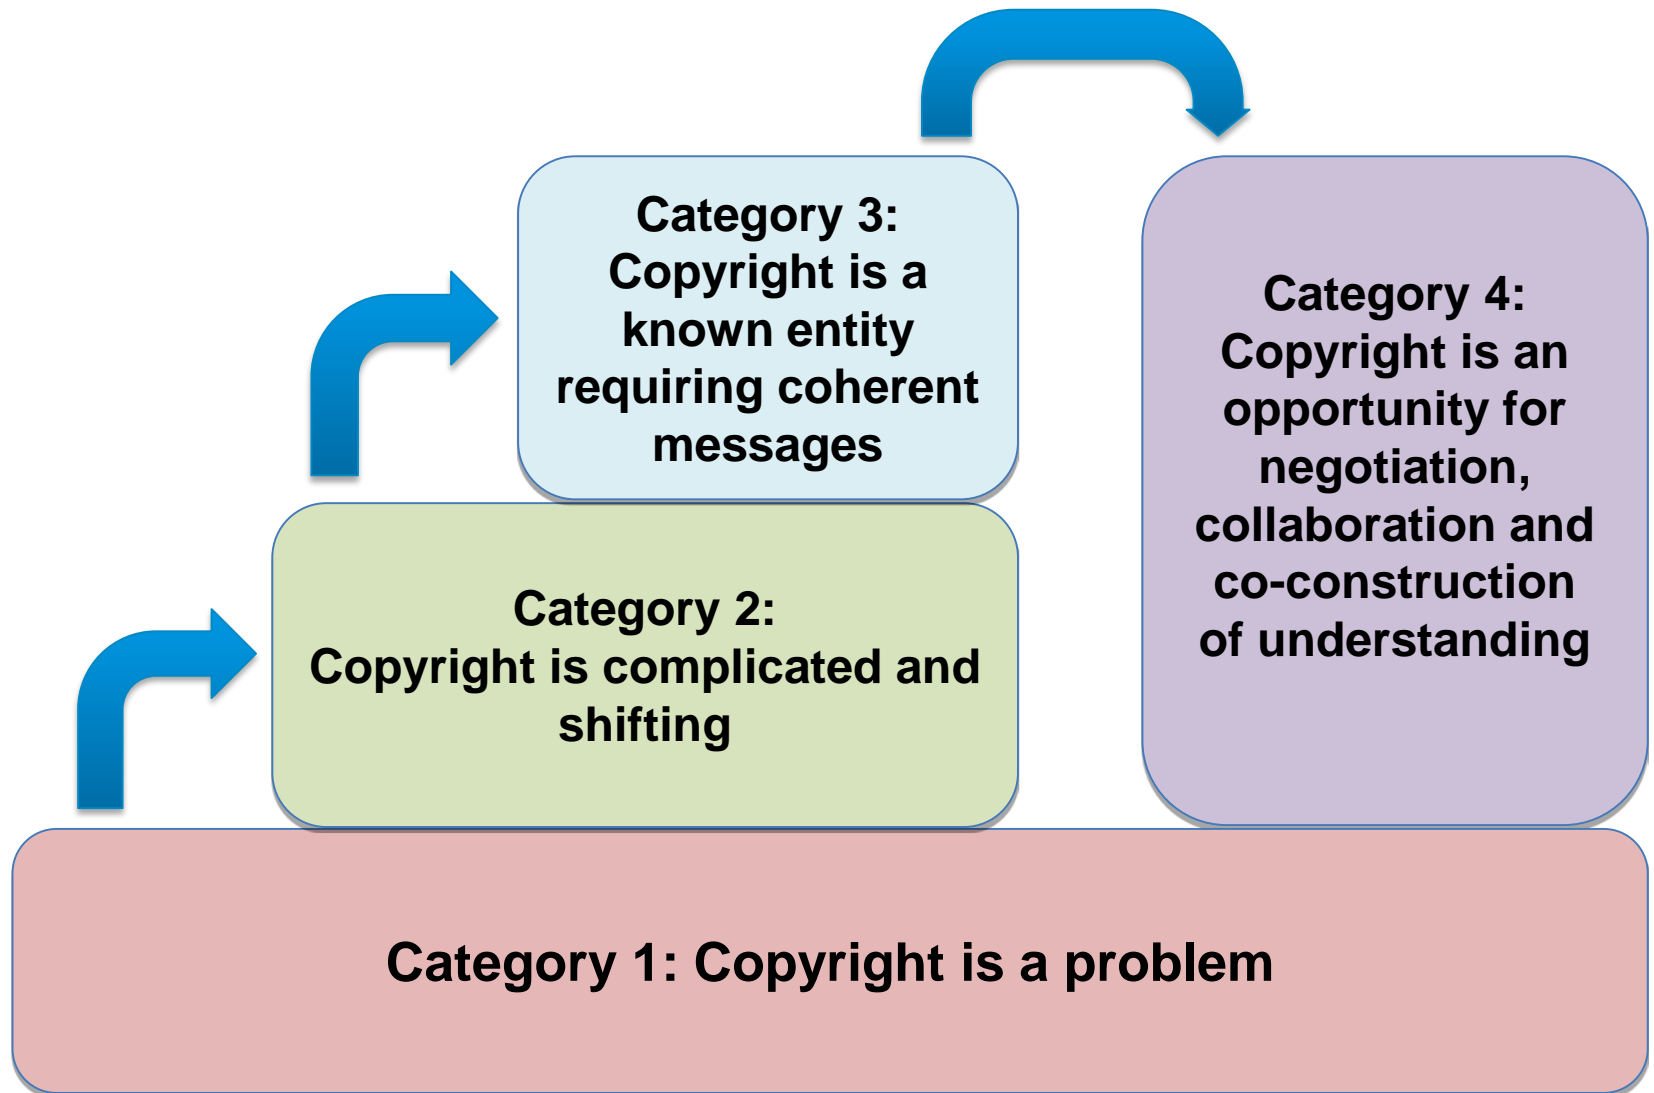 Category 3:
Copyright is a
known entity
requiring coherent
messages
Category 4:
Copyright is an
opportunity for
negotiation,
collaboration and
co-construction
of understanding
Category 2:
Copyright is complicated and
shifting
Category 1: Copyright is a problem